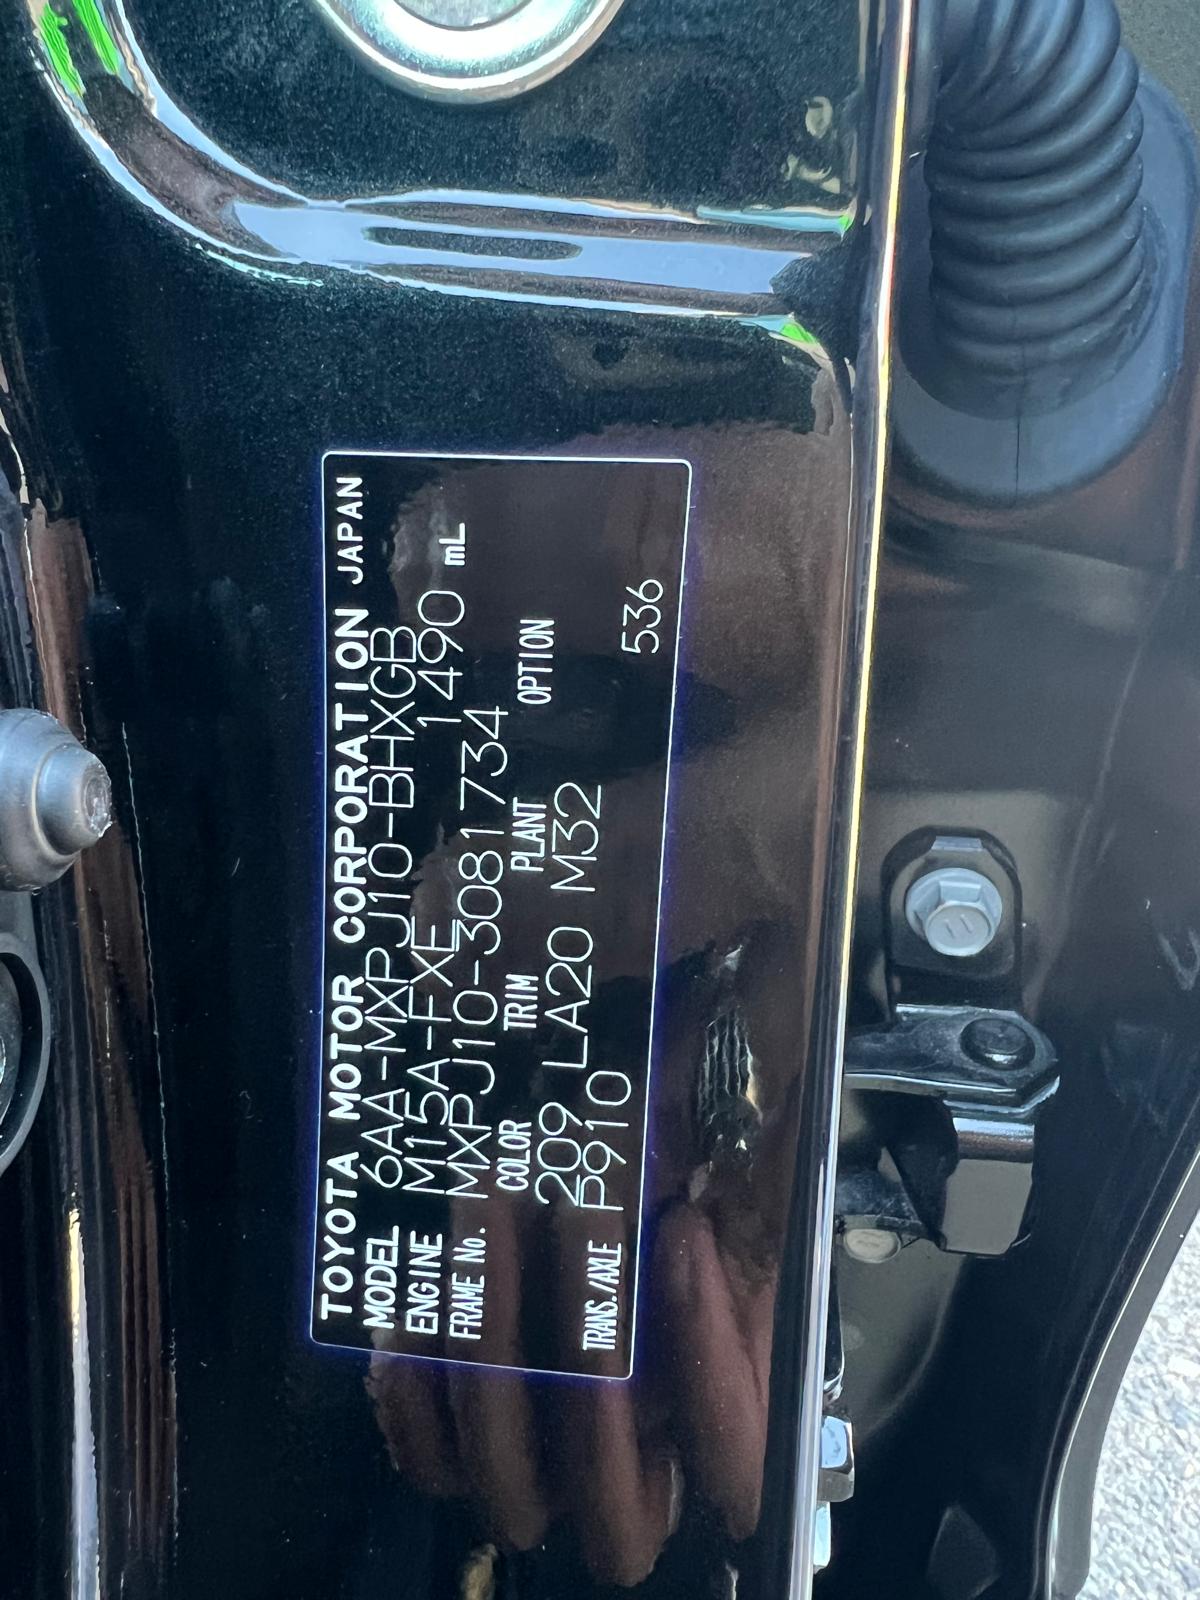 TOYOTA MOTOR CORPORATION JAPAN
MODEL 6AA-MXPJ10-BHXGB
ENGINE M15A-FXE 1490 mL
FRAME No. MXPJ10-3081734
COLOR TRIM PLANT OPTION
209 LA20 M32
TRANS./AXLE P910 536